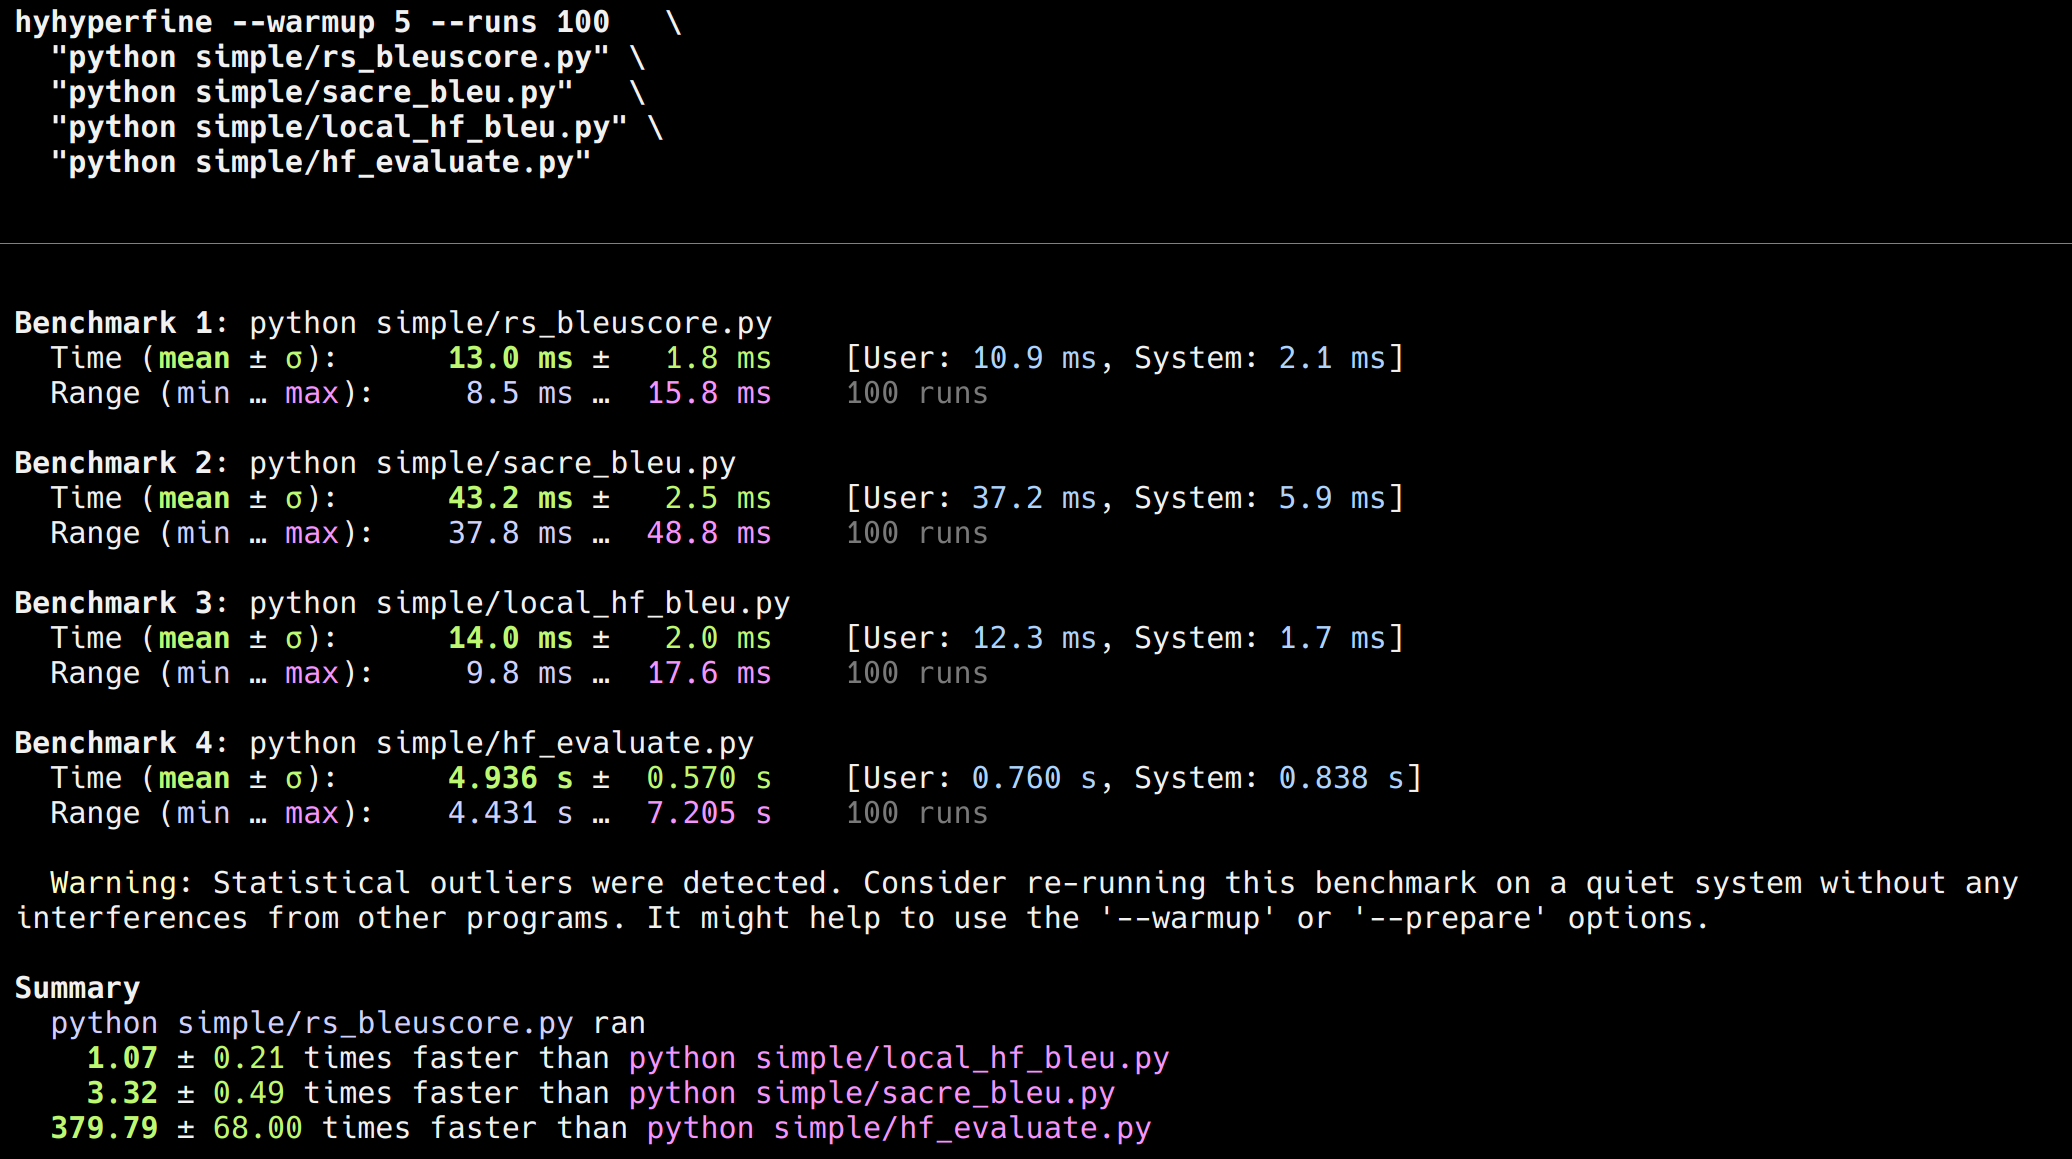 hyhyperfine --warmup 5 --runs 100   \
  "python simple/rs_bleuscore.py" \
  "python simple/sacre_bleu.py"   \
  "python simple/local_hf_bleu.py" \
  "python simple/hf_evaluate.py"
Benchmark 1: python simple/rs_bleuscore.py
  Time (mean ± σ):      13.0 ms ±   1.8 ms    [User: 10.9 ms, System: 2.1 ms]
  Range (min … max):     8.5 ms …  15.8 ms    100 runs
Benchmark 2: python simple/sacre_bleu.py
  Time (mean ± σ):      43.2 ms ±   2.5 ms    [User: 37.2 ms, System: 5.9 ms]
  Range (min … max):    37.8 ms …  48.8 ms    100 runs
Benchmark 3: python simple/local_hf_bleu.py
  Time (mean ± σ):      14.0 ms ±   2.0 ms    [User: 12.3 ms, System: 1.7 ms]
  Range (min … max):     9.8 ms …  17.6 ms    100 runs
Benchmark 4: python simple/hf_evaluate.py
  Time (mean ± σ):      4.936 s ±  0.570 s    [User: 0.760 s, System: 0.838 s]
  Range (min … max):    4.431 s …  7.205 s    100 runs
  Warning: Statistical outliers were detected. Consider re-running this benchmark on a quiet system without any
interferences from other programs. It might help to use the '--warmup' or '--prepare' options.
Summary
  python simple/rs_bleuscore.py ran
    1.07 ± 0.21 times faster than python simple/local_hf_bleu.py
    3.32 ± 0.49 times faster than python simple/sacre_bleu.py
  379.79 ± 68.00 times faster than python simple/hf_evaluate.py